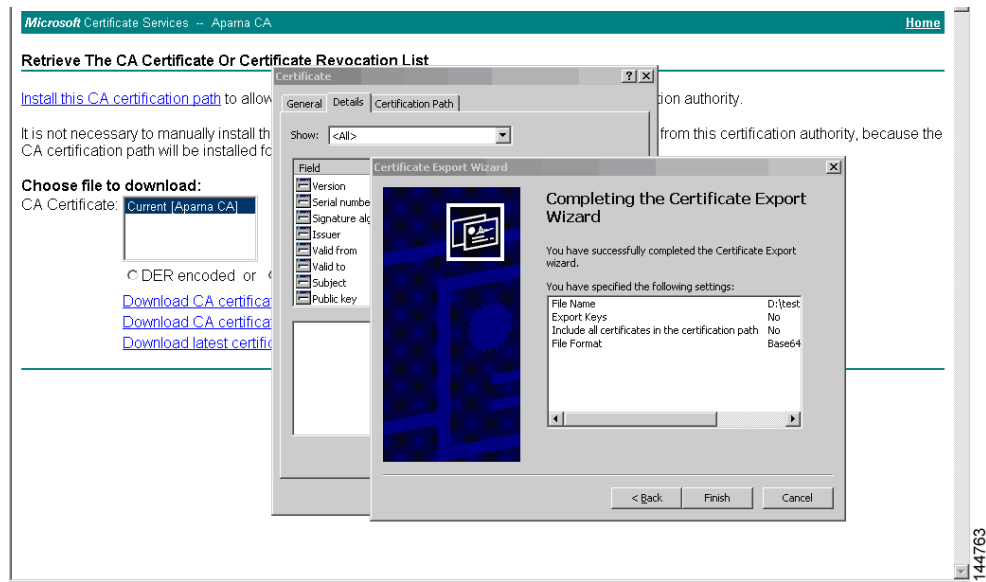 Microsoft Certificate Services -- Aparna CA Home
Retrieve The CA Certificate Or Certificate Revocation List
Install this CA certification path to allow tion authority.
It is not necessary to manually install th from this certification authority, because the
CA certification path will be installed fo
Choose file to download:
CA Certificate: Current [Aparna CA]
DER encoded or
Download CA certifica
Download CA certifica
Download latest certific
Certificate
General Details Certification Path
Show: <All>
Field
Version
Serial numbe
Signature alg
Issuer
Valid from
Valid to
Subject
Public key
Certificate Export Wizard
Completing the Certificate Export
Wizard
You have successfully completed the Certificate Export
wizard.
You have specified the following settings:
File Name D:\test
Export Keys No
Include all certificates in the certification path No
File Format Base64
< Back Finish Cancel
144763